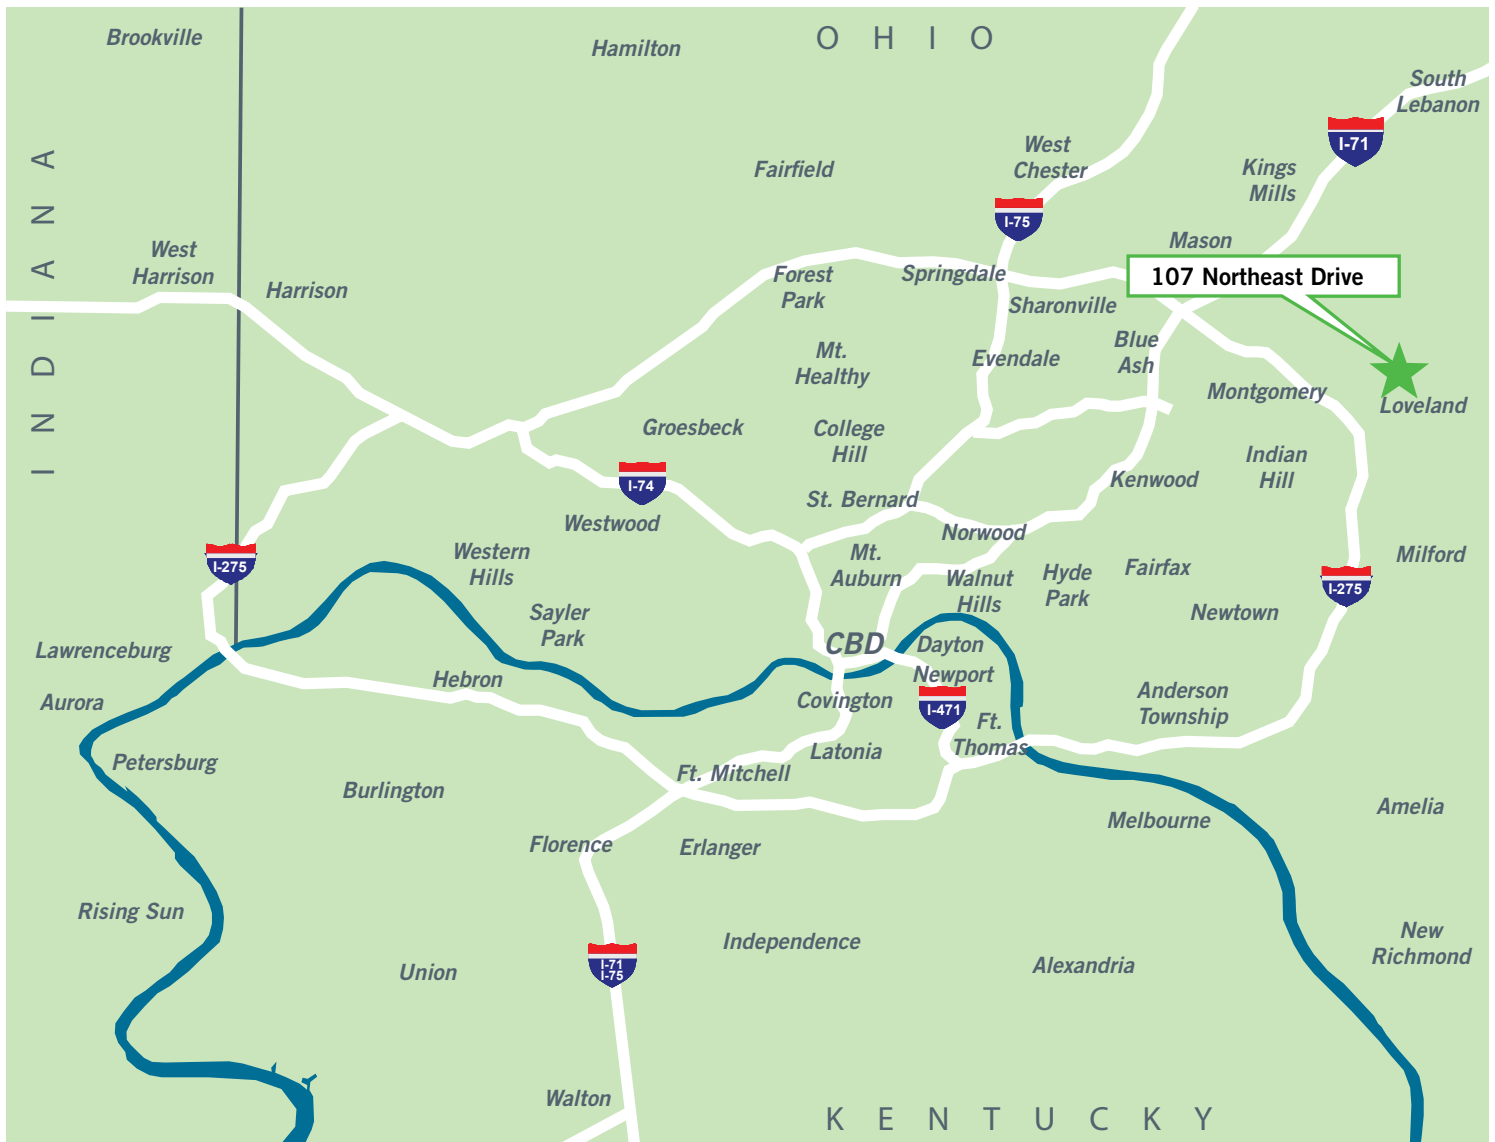 Brookville
Hamilton
OHIO
South
Lebanon
I-71
West
Chester
Fairfield
Kings
Mills
INDIANA
I-75
Mason
West
Harrison
Harrison
Forest
Park
Springdale
107 Northeast Drive
Sharonville
Blue
Ash
Mt.
Healthy
Evendale
Montgomery
Loveland
Groesbeck
College
Hill
Indian
Hill
I-74
Kenwood
St. Bernard
Westwood
Norwood
I-275
Western
Hills
Mt.
Auburn
Walnut
Hills
Hyde
Park
Fairfax
Milford
I-275
Newtown
Sayler
Park
Lawrenceburg
CBD
Dayton
Newport
Hebron
Aurora
Covington
I-471
Anderson
Township
Ft.
Thomas
Latonia
Petersburg
Ft. Mitchell
Burlington
Amelia
Melbourne
Florence
Erlanger
Rising Sun
Independence
New
Richmond
Union
I-71
I-75
Alexandria
Walton
KENTUCKY